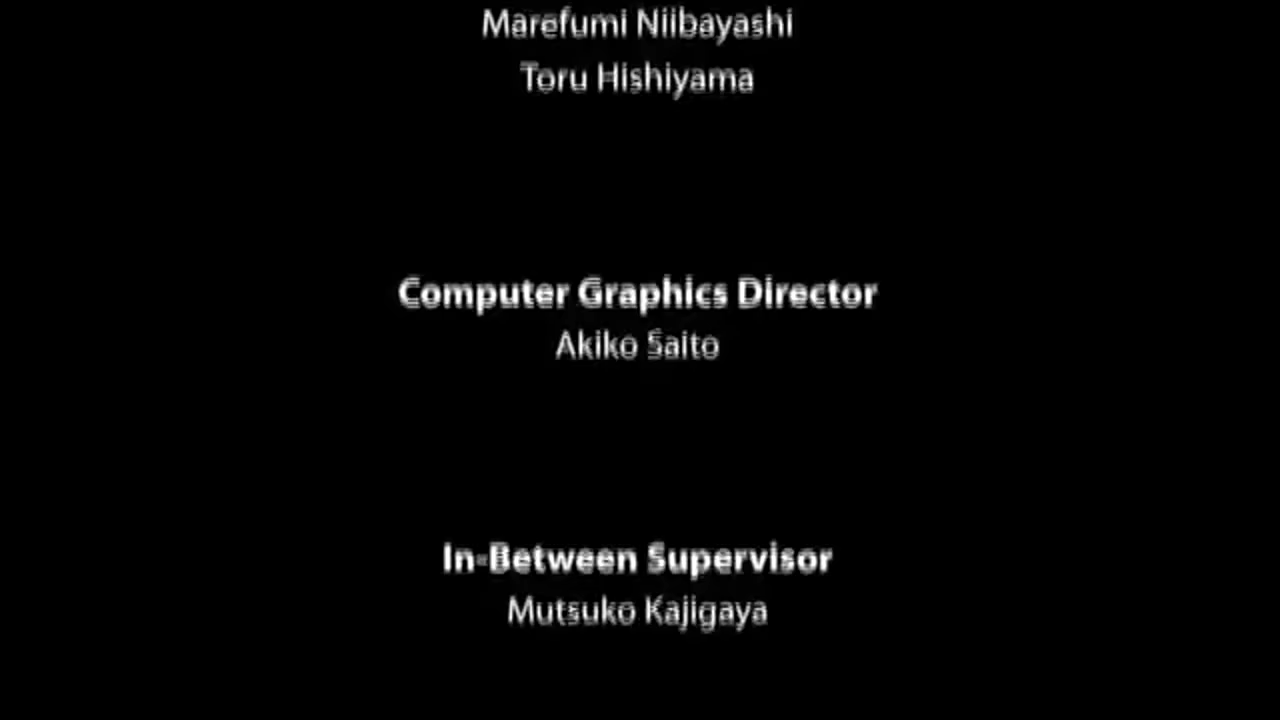 Marefumi Niibayashi
Toru Hishiyama
Computer Graphics Director
Akiko Saito
In-Between Supervisor
Mutsuko Kajigaya